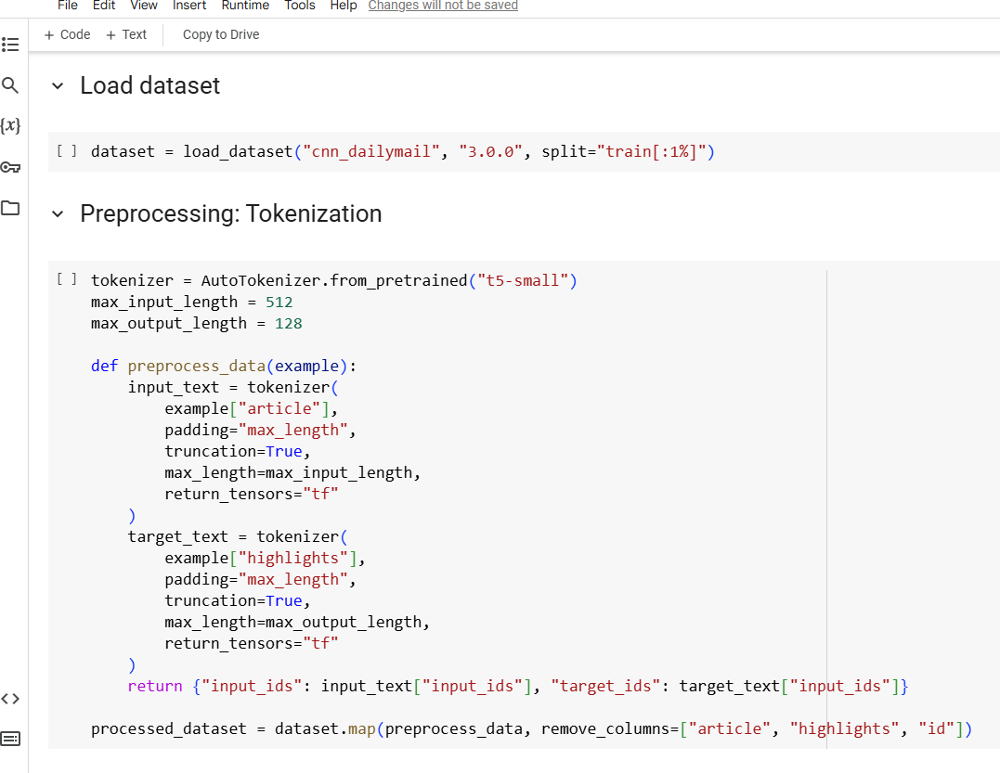 File Edit View Insert Runtime Tools Help Changes will not be saved
+ Code + Text Copy to Drive
Load dataset
{x}
[ ] dataset = load_dataset("cnn_dailymail", "3.0.0", split="train[:1%]")
Preprocessing: Tokenization
[ ] tokenizer = AutoTokenizer.from_pretrained("t5-small")
max_input_length = 512
max_output_length = 128
def preprocess_data(example):
    input_text = tokenizer(
        example["article"],
        padding="max_length",
        truncation=True,
        max_length=max_input_length,
        return_tensors="tf"
    )
    target_text = tokenizer(
        example["highlights"],
        padding="max_length",
        truncation=True,
        max_length=max_output_length,
        return_tensors="tf"
    )
    return {"input_ids": input_text["input_ids"], "target_ids": target_text["input_ids"]}
processed_dataset = dataset.map(preprocess_data, remove_columns=["article", "highlights", "id"])